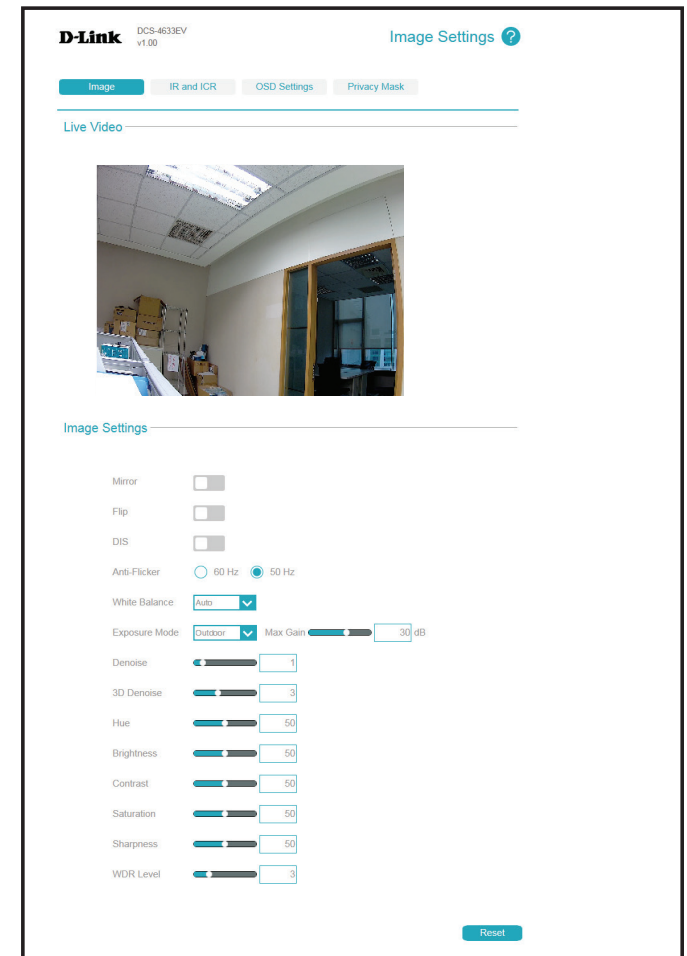 D-Link DCS-4633EV
v1.00
Image Settings ?
Image IR and ICR OSD Settings Privacy Mask
Live Video
Image Settings
Mirror
Flip
DIS
Anti-Flicker 60 Hz 50 Hz
White Balance Auto
Exposure Mode Outdoor Max Gain 30 dB
Denoise 1
3D Denoise 3
Hue 50
Brightness 50
Contrast 50
Saturation 50
Sharpness 50
WDR Level 3
Reset